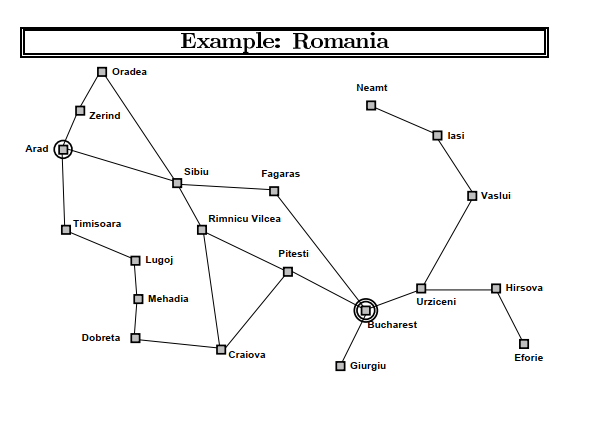 Example: Romania
Oradea
Neamt
Zerind
Iasi
Arad
Sibiu
Fagaras
Vaslui
Timisoara
Rimnicu Vilcea
Lugoj
Pitesti
Mehadia
Hirsova
Urziceni
Bucharest
Dobreta
Craiova
Giurgiu
Eforie